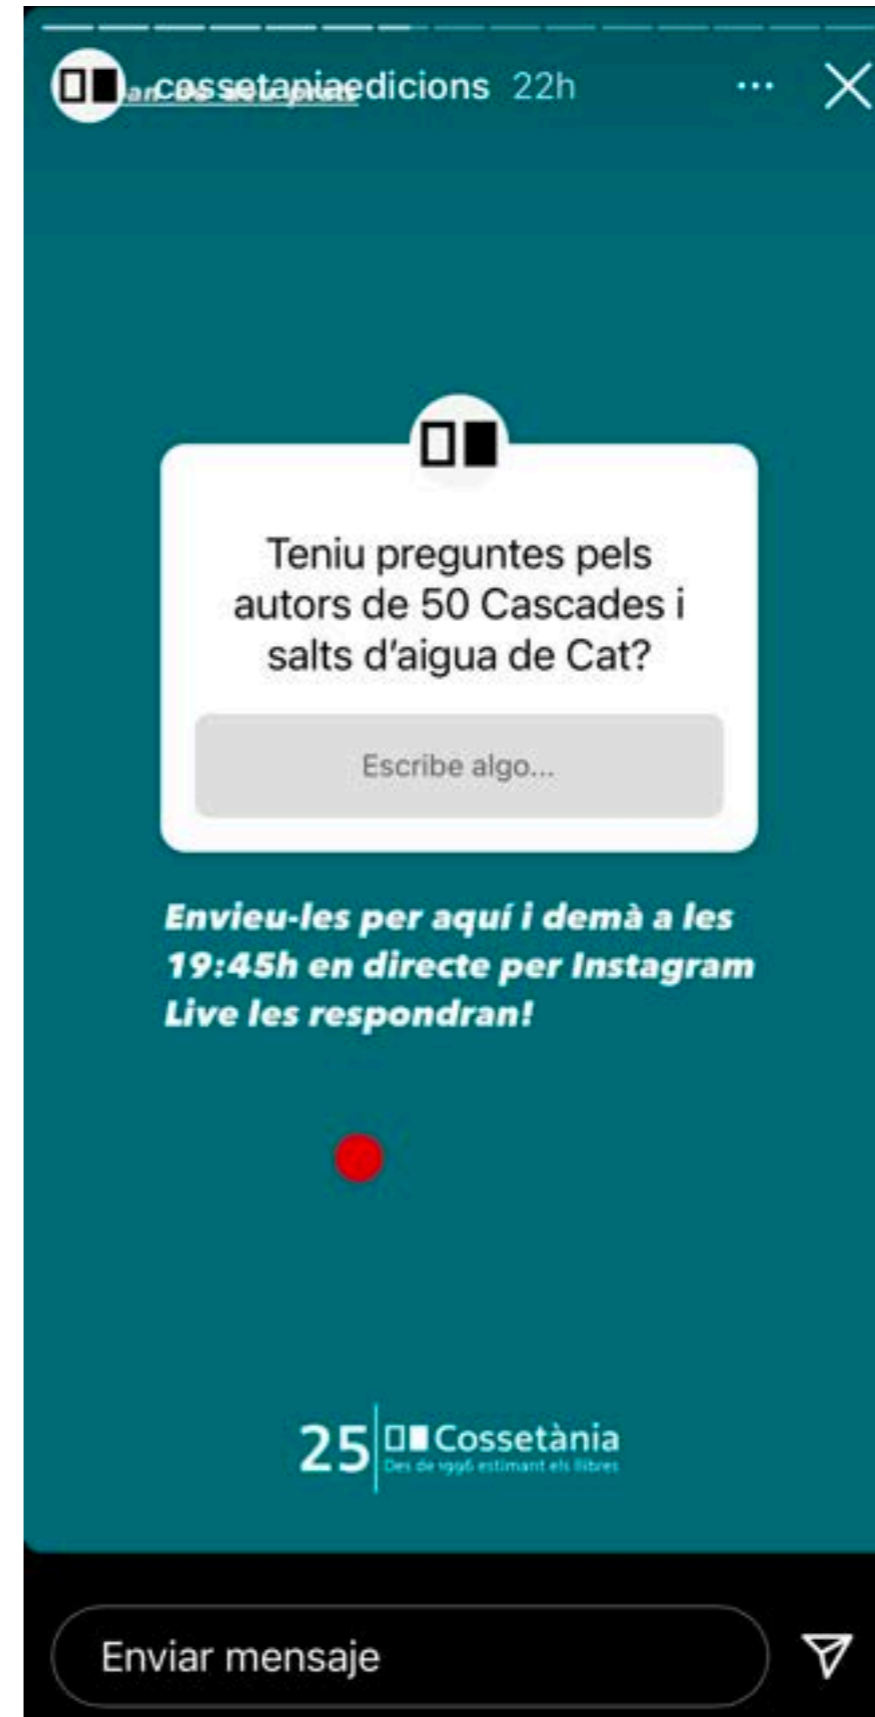 cossetaniaedicions 22h
Teniu preguntes pels
autors de 50 Cascades i
salts d'aigua de Cat?
Escribe algo...
Envieu-les per aquí i demà a les
19:45h en directe per Instagram
Live les respondran!
25 Cossetània
Des de 1996 estimant els llibres
Enviar mensaje